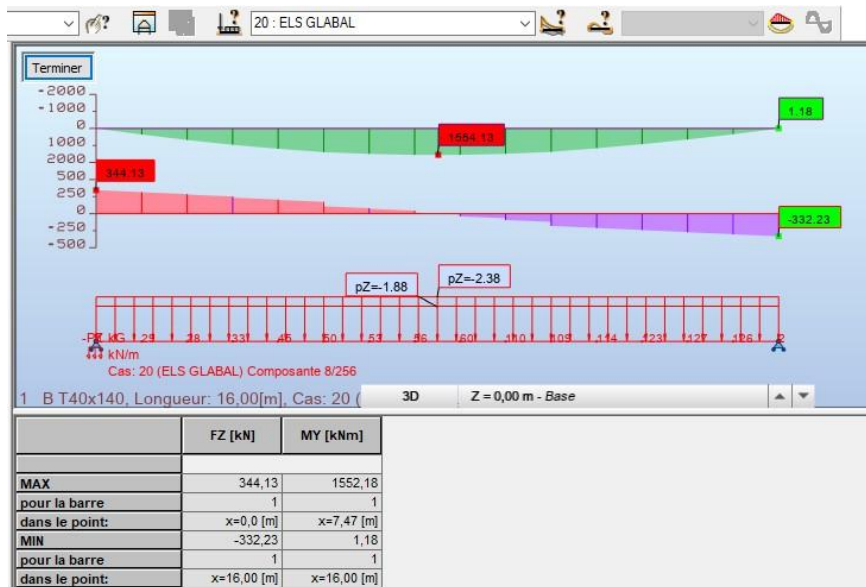 20 : ELS GLABAL
Terminer
-2000
-1000
0
1000
2000
500
250
0
-250
-500
1.18
1554.13
344.13
-332.23
pZ=-1.88
pZ=-2.38
kN/m
Cas: 20 (ELS GLABAL) Composante 8/256
1 B T40x140, Longueur: 16,00[m], Cas: 20 (
3D
Z = 0,00 m - Base
FZ [kN] MY [kNm]
MAX 344,13 1552,18
pour la barre 1 1
dans le point: x=0,0 [m] x=7,47 [m]
MIN -332,23 1,18
pour la barre 1 1
dans le point: x=16,00 [m] x=16,00 [m]